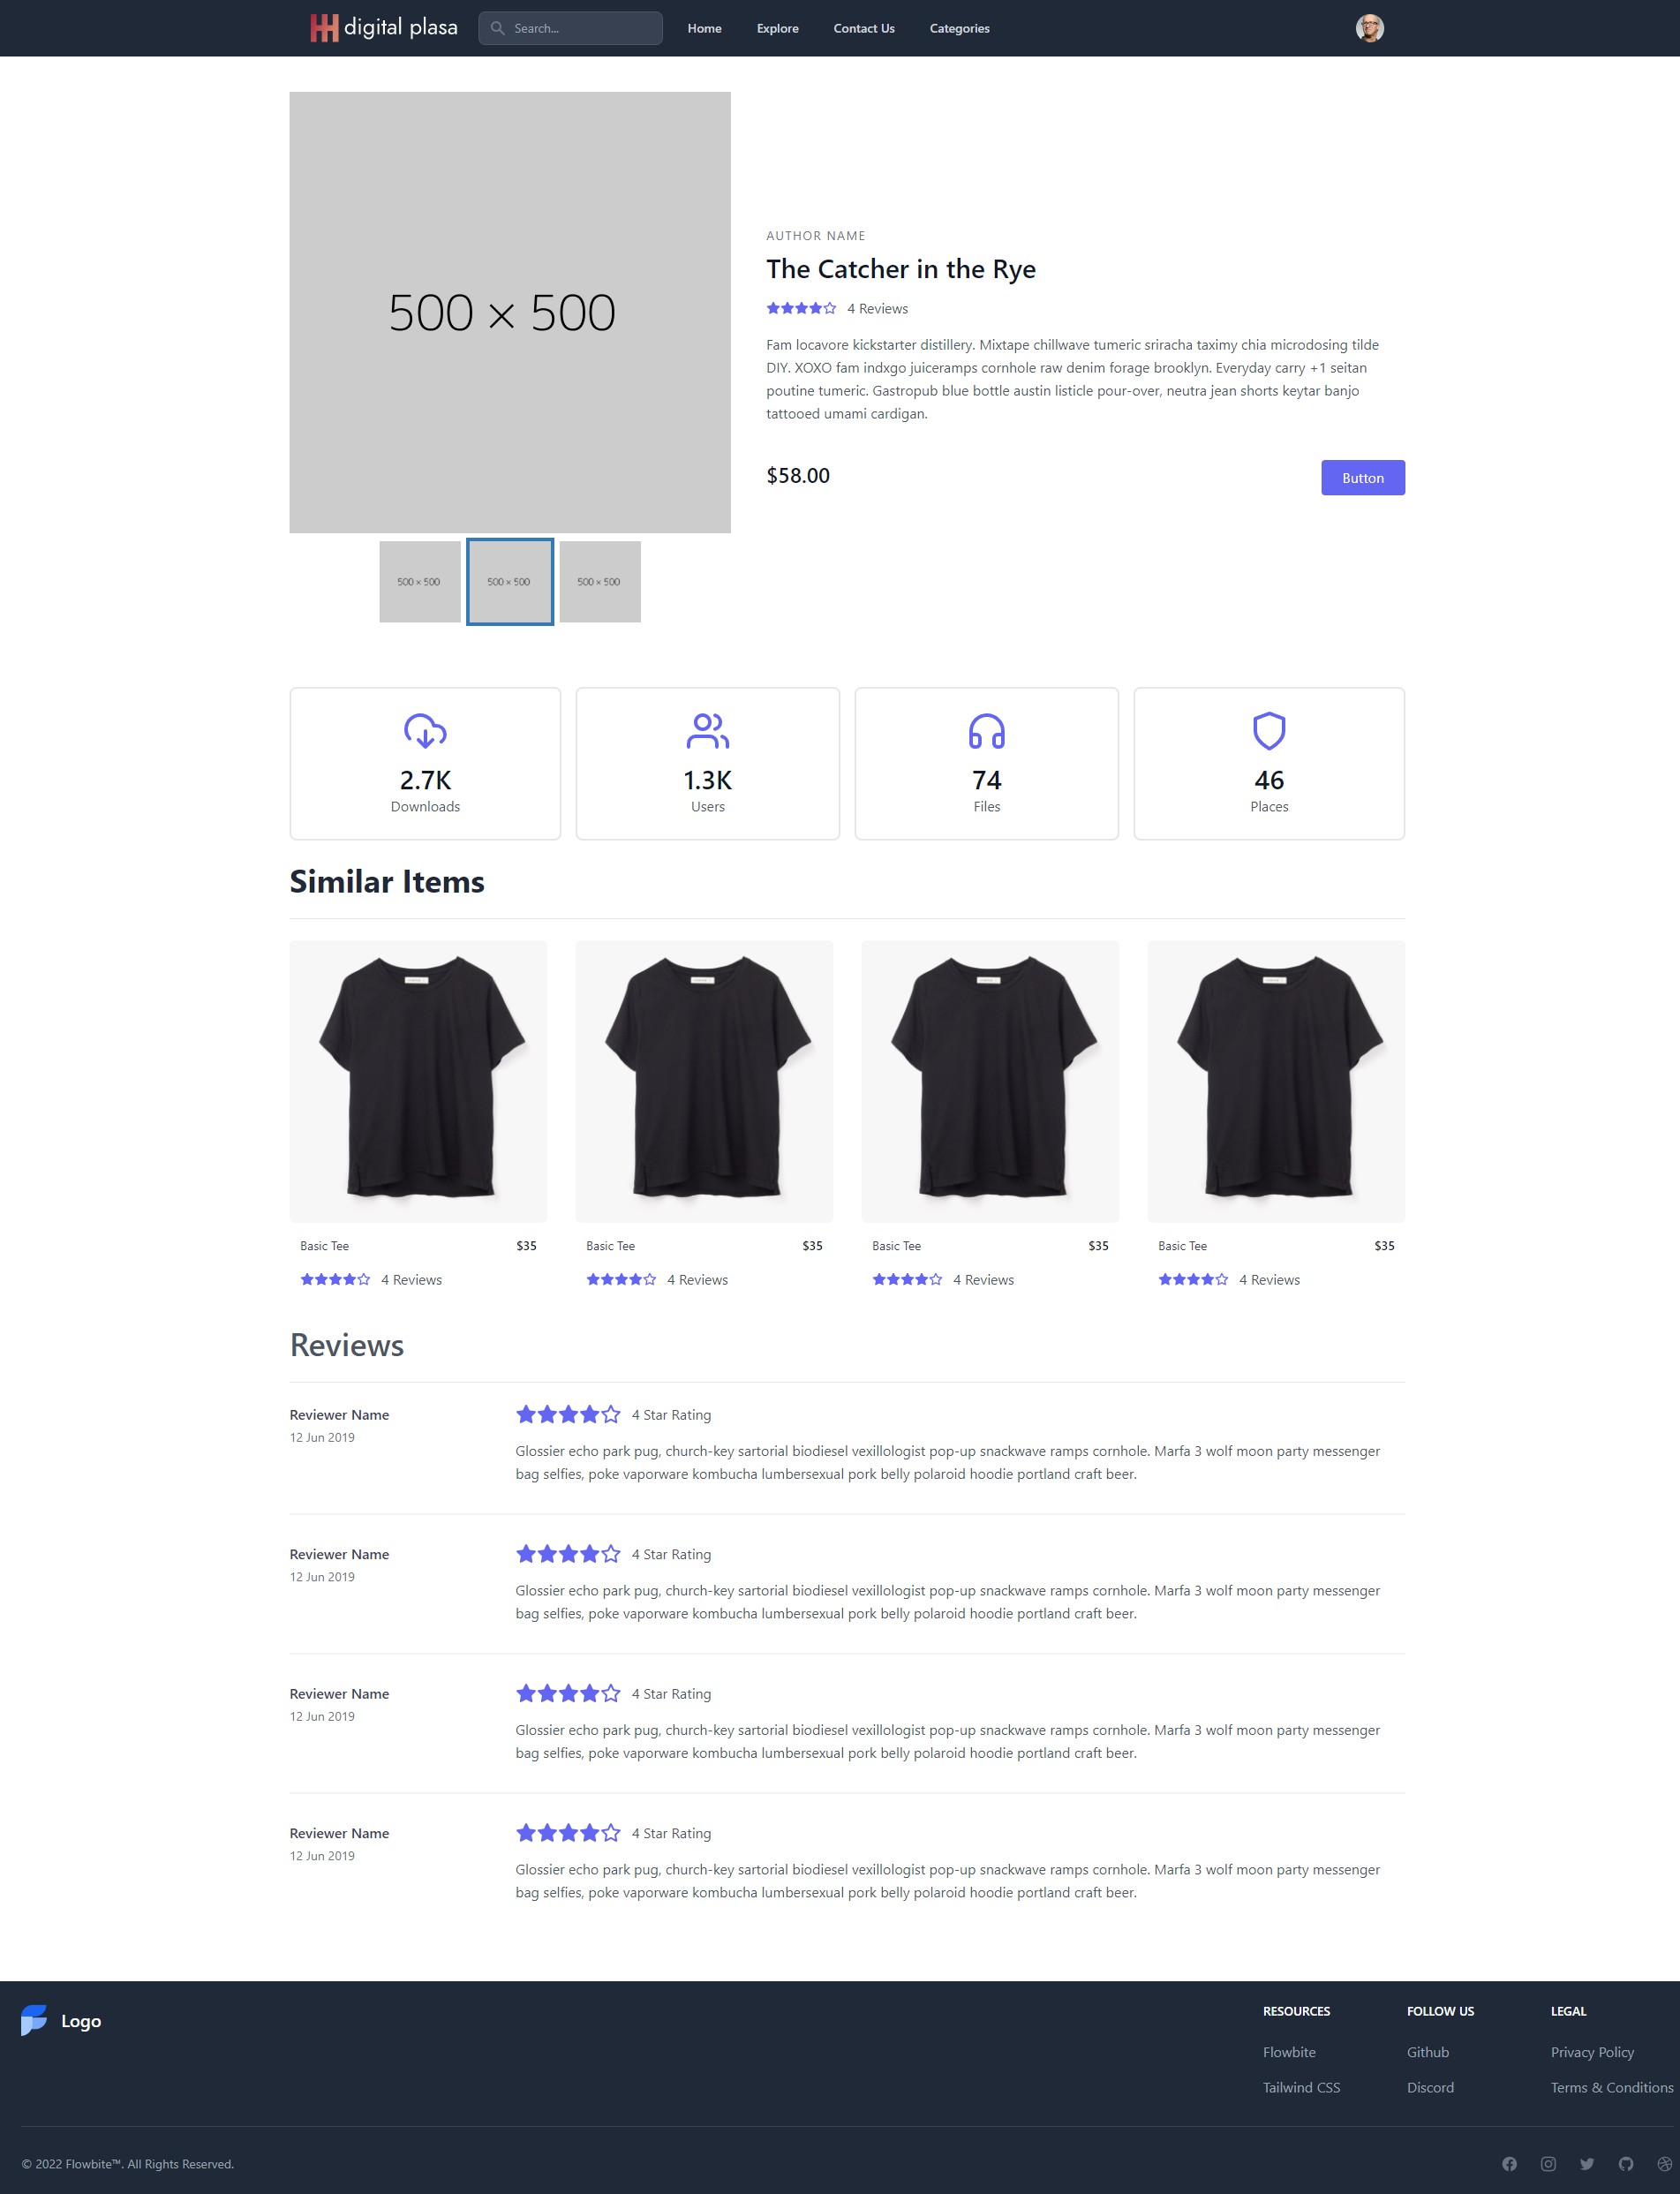 digital plasa
Search...
Home
Explore
Contact Us
Categories
500 × 500
AUTHOR NAME
The Catcher in the Rye
4 Reviews
Fam locavore kickstarter distillery. Mixtape chillwave tumeric sriracha taximy chia microdosing tilde
DIY. XOXO fam indxgo juiceramps cornhole raw denim forage brooklyn. Everyday carry +1 seitan
poutine tumeric. Gastropub blue bottle austin listicle pour-over, neutra jean shorts keytar banjo
tattooed umami cardigan.
$58.00
Button
500 × 500
500 × 500
500 × 500
2.7K
Downloads
1.3K
Users
74
Files
46
Places
Similar Items
Basic Tee
$35
4 Reviews
Basic Tee
$35
4 Reviews
Basic Tee
$35
4 Reviews
Basic Tee
$35
4 Reviews
Reviews
Reviewer Name
12 Jun 2019
4 Star Rating
Glossier echo park pug, church-key sartorial biodiesel vexillologist pop-up snackwave ramps cornhole. Marfa 3 wolf moon party messenger
bag selfies, poke vaporware kombucha lumbersexual pork belly polaroid hoodie portland craft beer.
Reviewer Name
12 Jun 2019
4 Star Rating
Glossier echo park pug, church-key sartorial biodiesel vexillologist pop-up snackwave ramps cornhole. Marfa 3 wolf moon party messenger
bag selfies, poke vaporware kombucha lumbersexual pork belly polaroid hoodie portland craft beer.
Reviewer Name
12 Jun 2019
4 Star Rating
Glossier echo park pug, church-key sartorial biodiesel vexillologist pop-up snackwave ramps cornhole. Marfa 3 wolf moon party messenger
bag selfies, poke vaporware kombucha lumbersexual pork belly polaroid hoodie portland craft beer.
Reviewer Name
12 Jun 2019
4 Star Rating
Glossier echo park pug, church-key sartorial biodiesel vexillologist pop-up snackwave ramps cornhole. Marfa 3 wolf moon party messenger
bag selfies, poke vaporware kombucha lumbersexual pork belly polaroid hoodie portland craft beer.
Logo
RESOURCES
Flowbite
Tailwind CSS
FOLLOW US
Github
Discord
LEGAL
Privacy Policy
Terms & Conditions
© 2022 Flowbite™. All Rights Reserved.